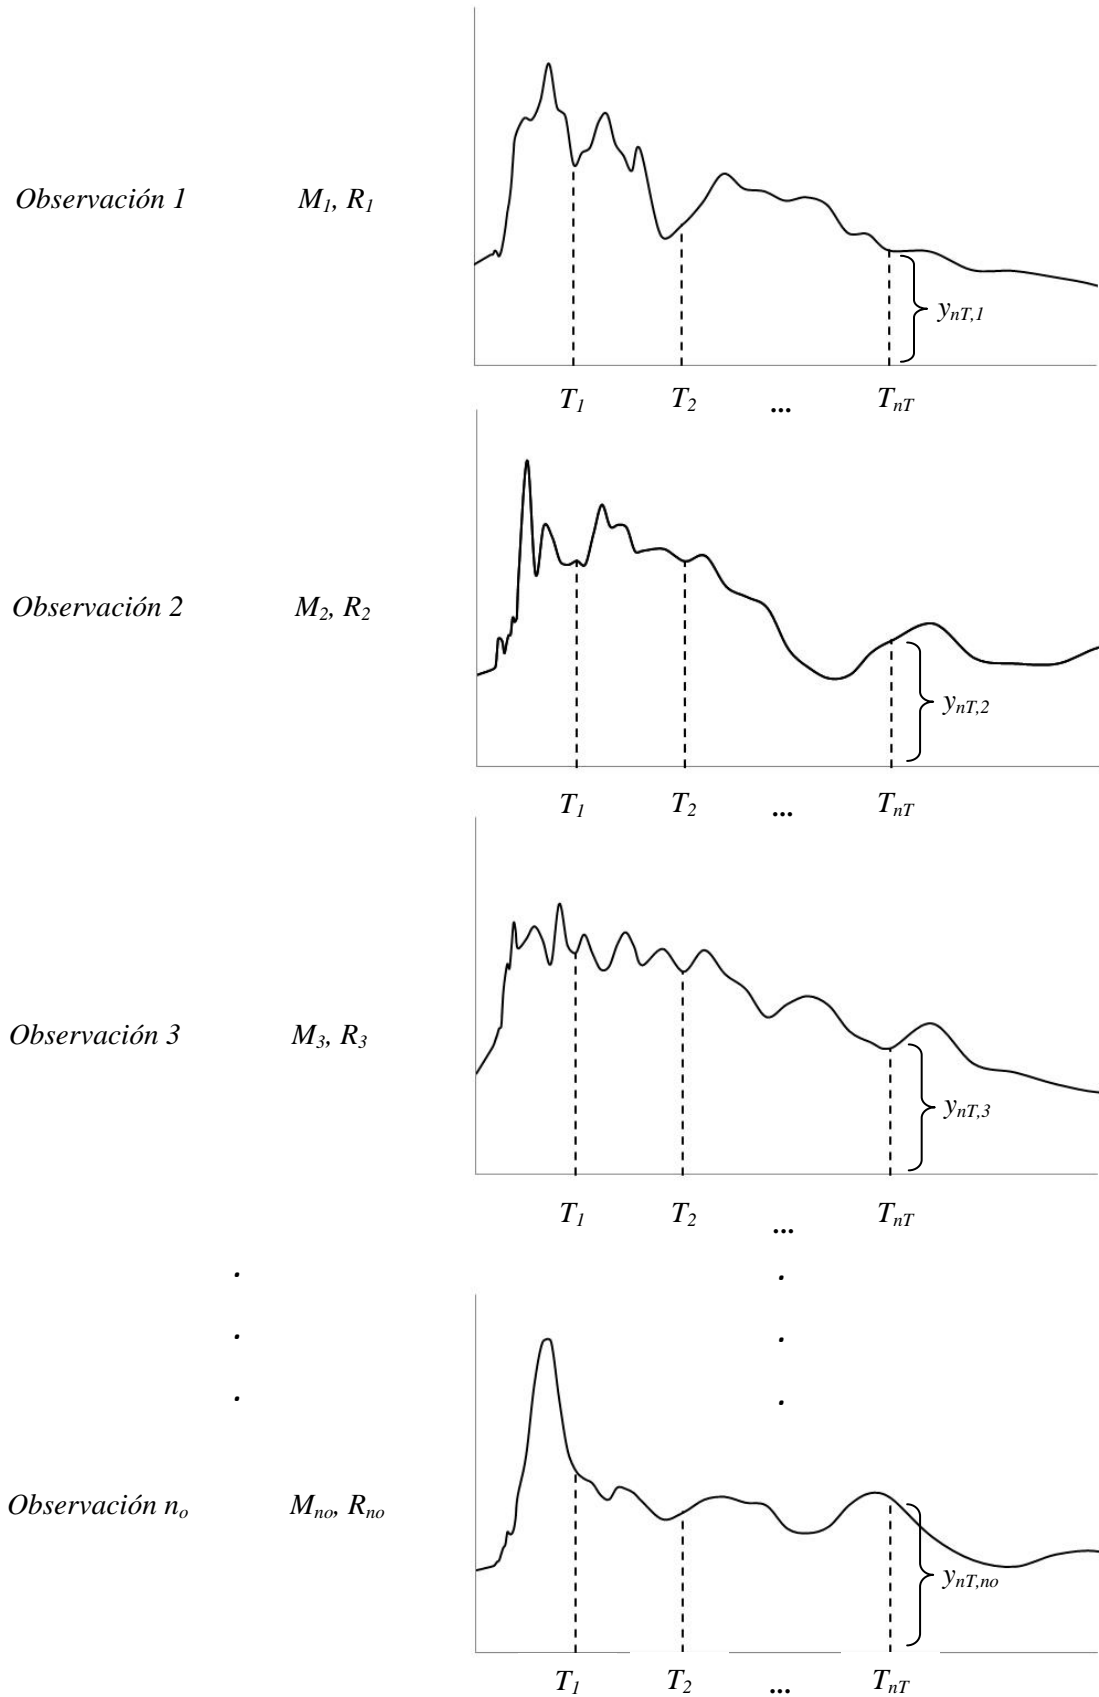 Observación 1 M1, R1
ynT,1
T1 T2 ... TnT
Observación 2 M2, R2
ynT,2
T1 T2 ... TnT
Observación 3 M3, R3
ynT,3
T1 T2 ... TnT
. .
. .
. .
Observación no Mno, Rno
ynT,no
T1 T2 ... TnT